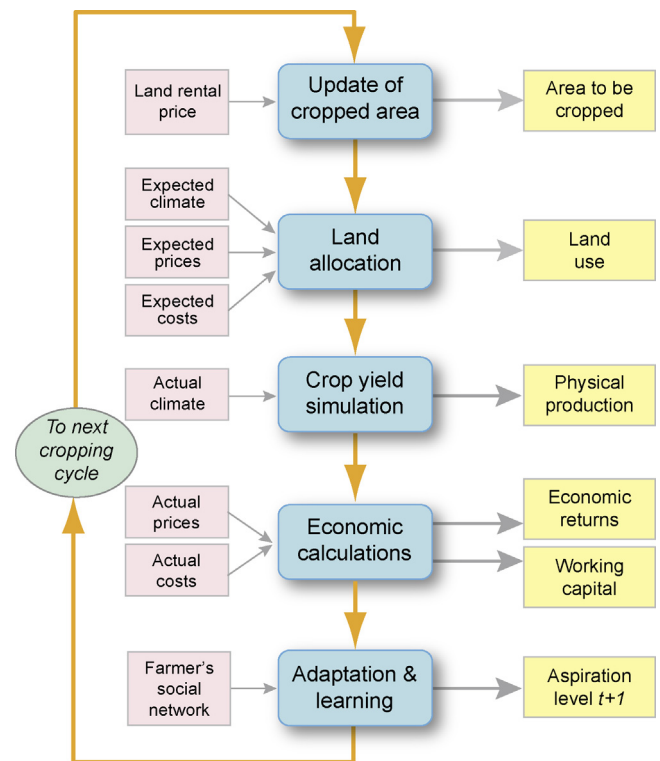 Land rental
price
Update of
cropped area
Area to be
cropped
Expected
climate
Expected
prices
Expected
costs
Land
allocation
Land
use
Actual
climate
Crop yield
simulation
Physical
production
To next
cropping
cycle
Actual
prices
Actual
costs
Economic
calculations
Economic
returns
Working
capital
Farmer's
social
network
Adaptation &
learning
Aspiration
level t+1